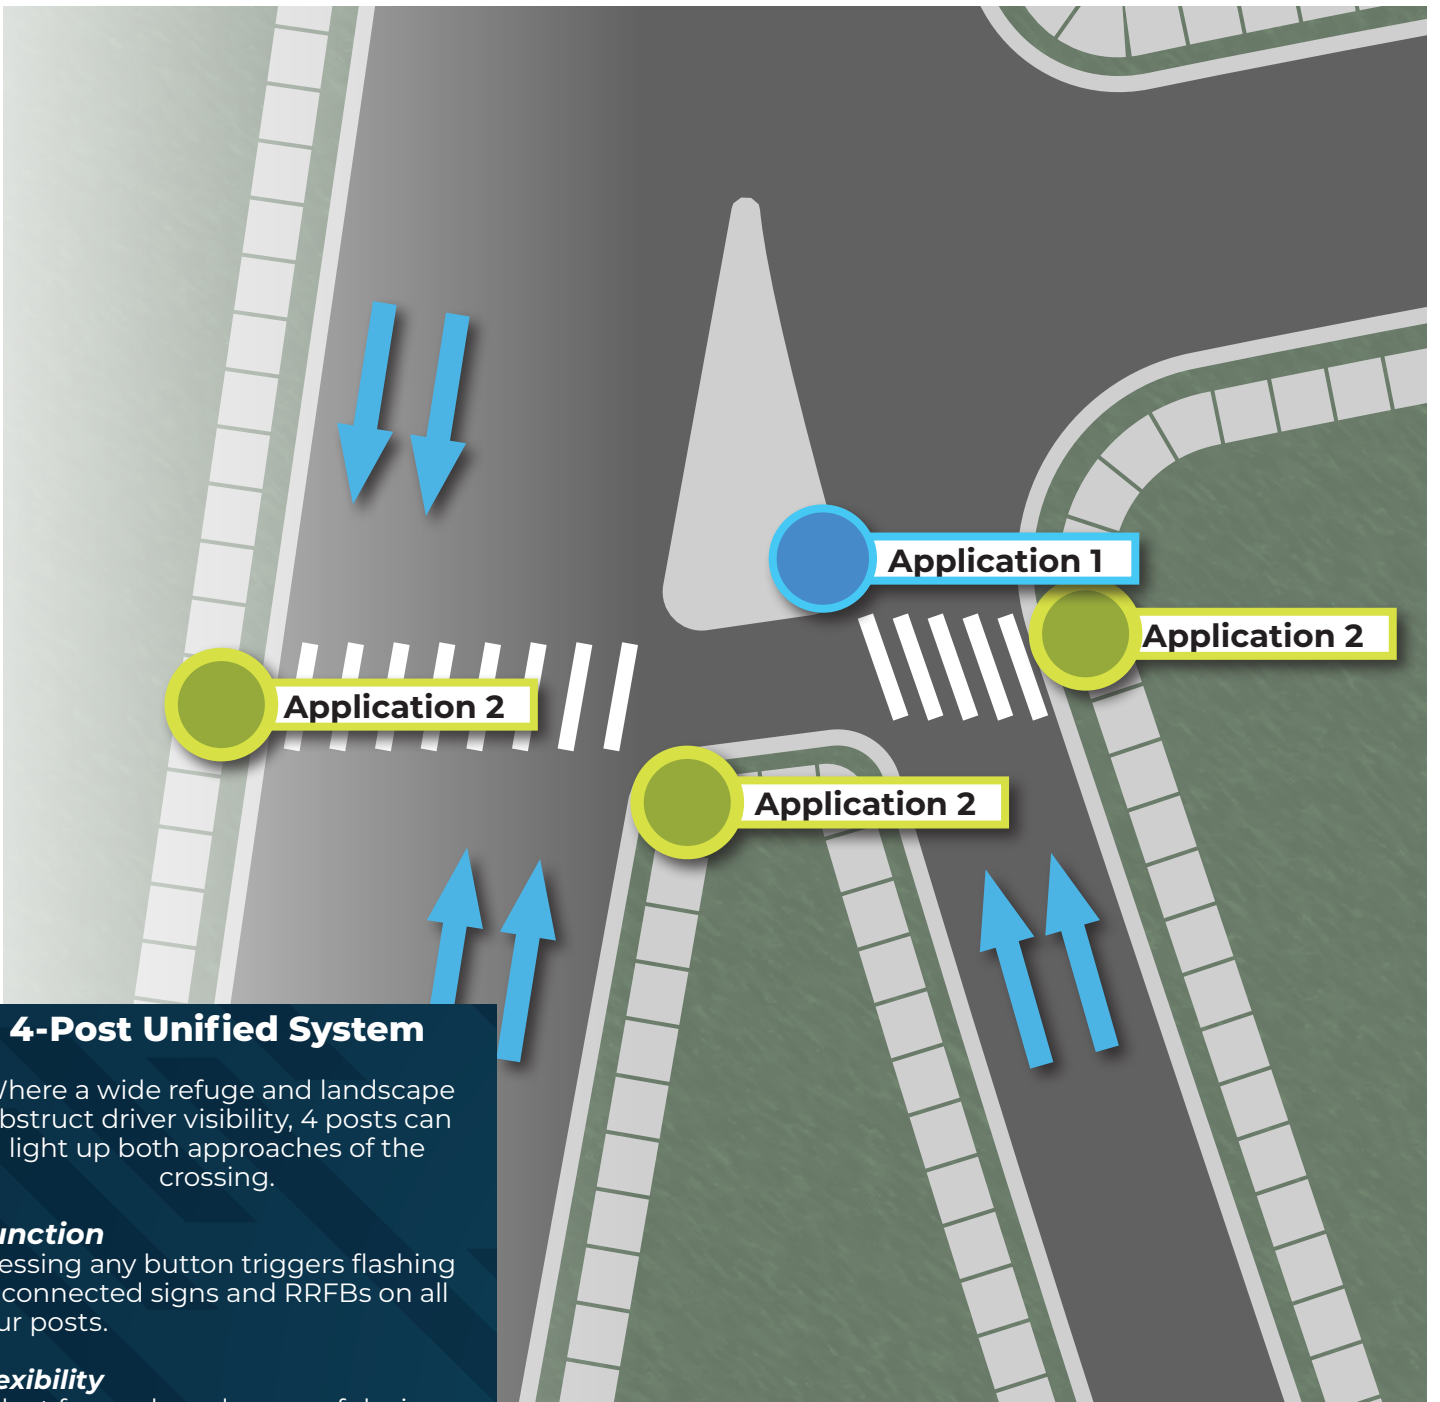 Application 1
Application 2
Application 2
Application 2
4-Post Unified System
here a wide refuge and landscape
bstruct driver visibility, 4 posts can
light up both approaches of the
crossing.
unction
essing any button triggers flashing
connected signs and RRFBs on all
ur posts.
exibility